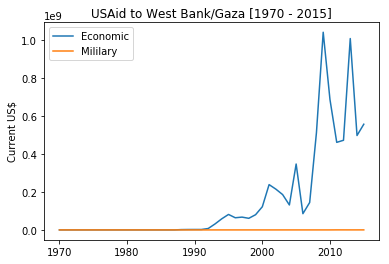 USAid to West Bank/Gaza [1970 - 2015]
1e9
Economic
Mililary
Current US$
1.0
0.8
0.6
0.4
0.2
0.0
1970 1980 1990 2000 2010